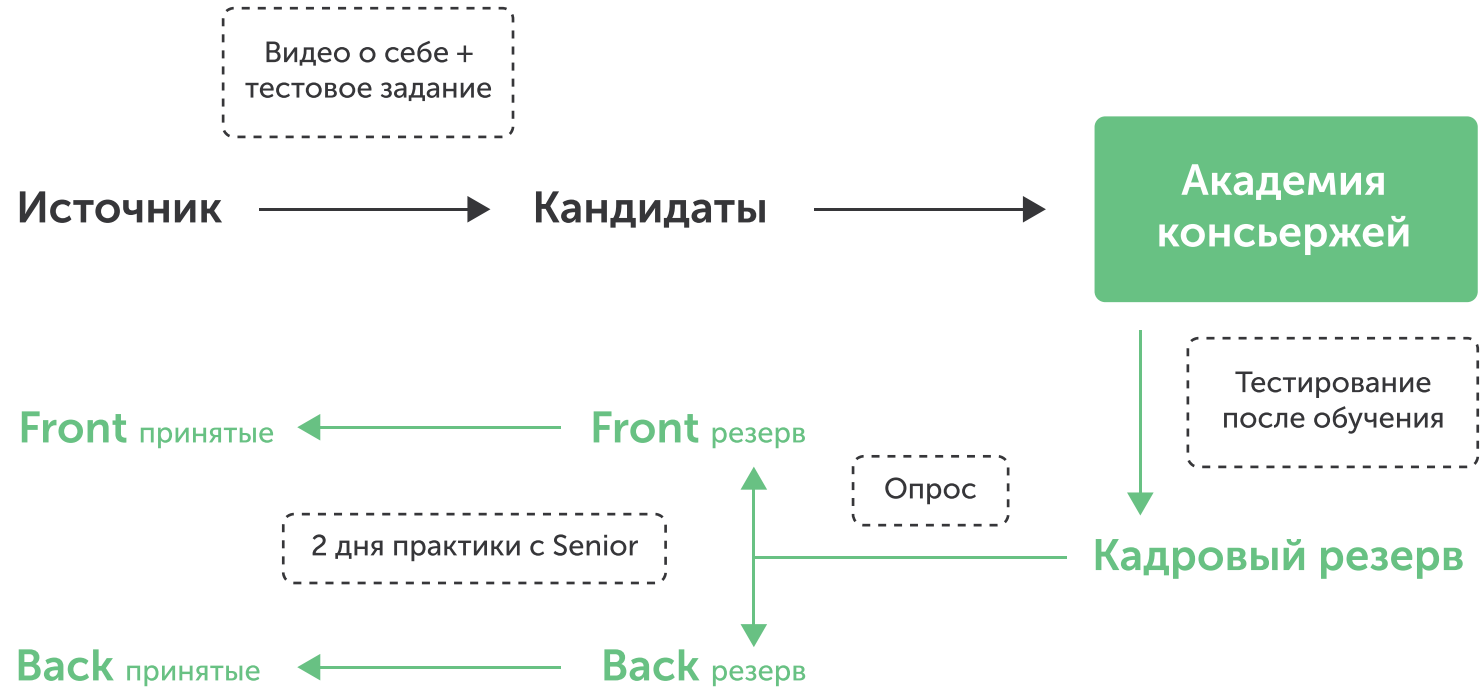 Видео о себе +
тестовое задание
Источник
Кандидаты
Академия
консьержей
Тестирование
после обучения
Front принятые
Front резерв
Опрос
2 дня практики с Senior
Кадровый резерв
Back принятые
Back резерв